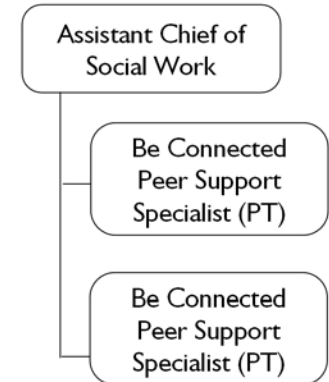 Assistant Chief of
Social Work
Be Connected
Peer Support
Specialist (PT)
Be Connected
Peer Support
Specialist (PT)